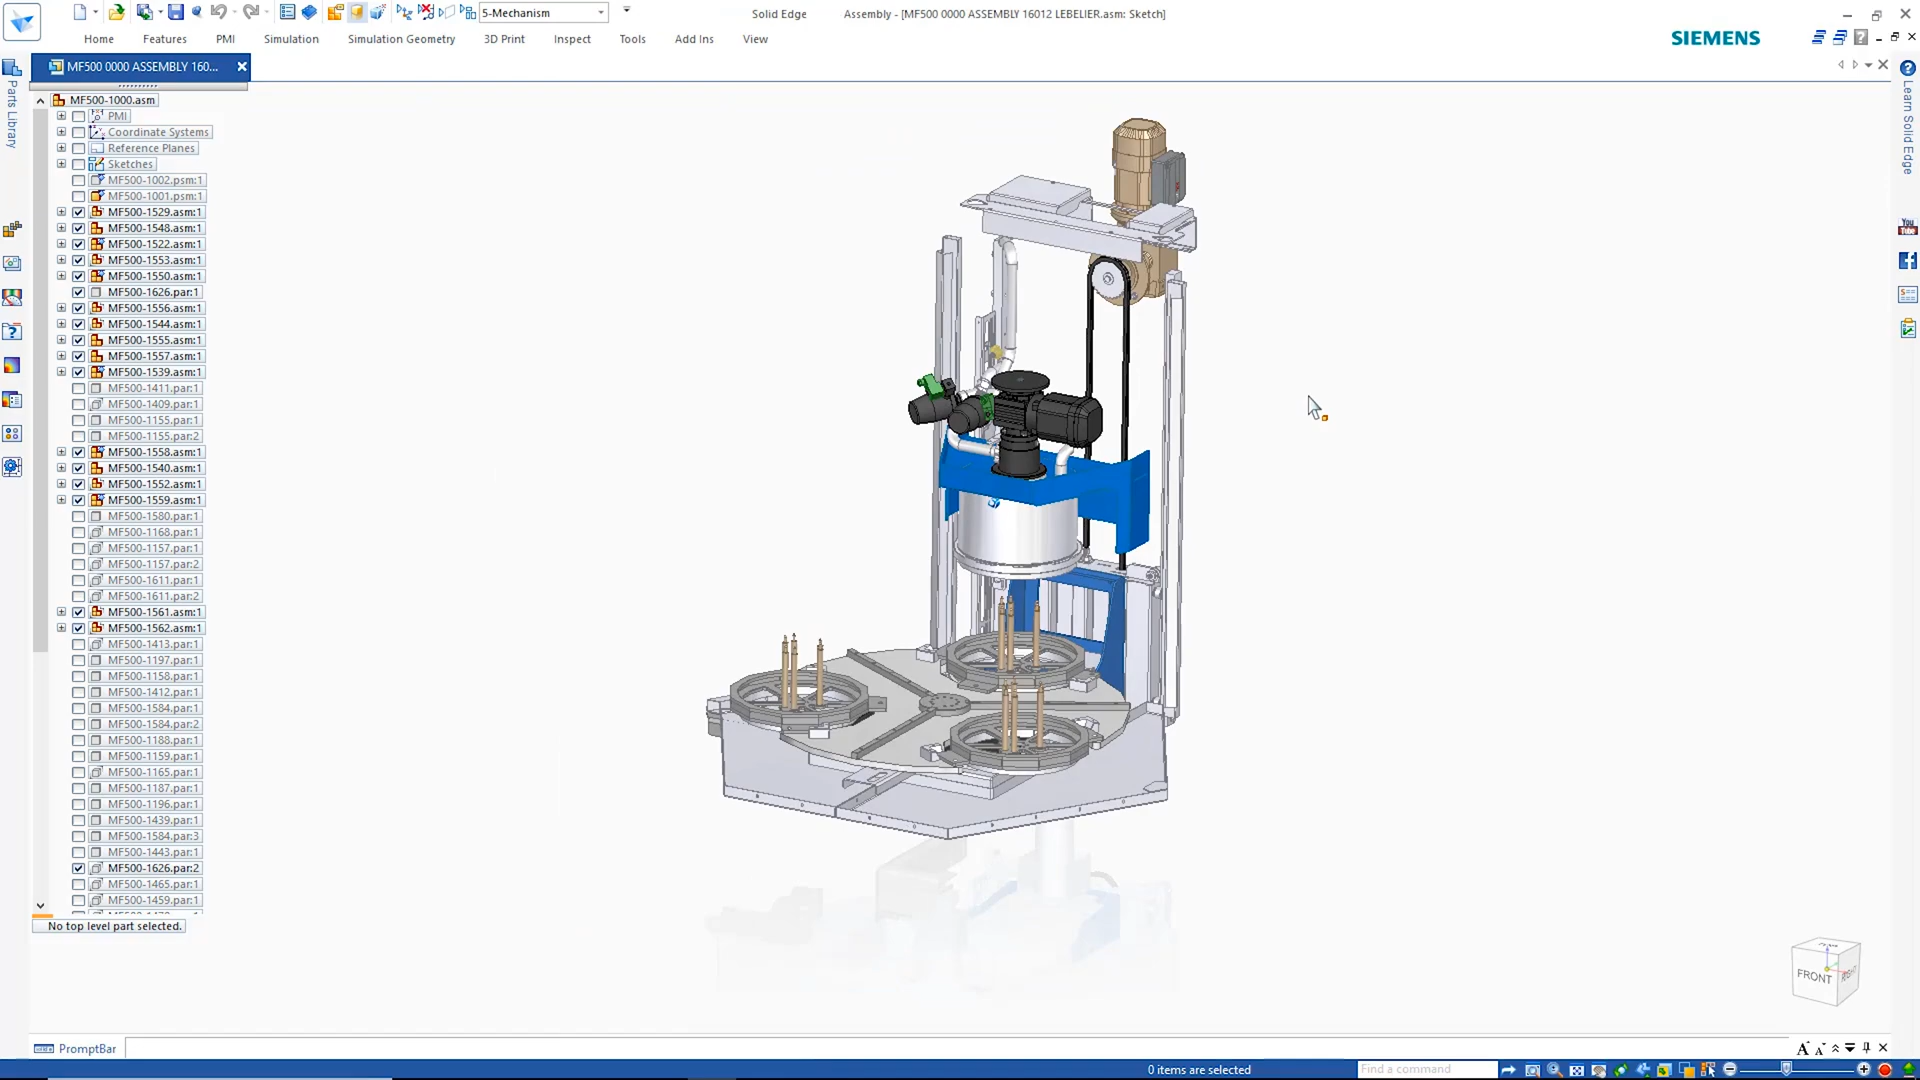 5-Mechanism
Solid Edge
Assembly - [MF500 0000 ASSEMBLY 16012 LEBELIER.asm: Sketch]
Home
Features
PMI
Simulation
Simulation Geometry
3D Print
Inspect
Tools
Add Ins
View
SIEMENS
MF500 0000 ASSEMBLY 160...
Parts Library
Learn Solid Edge
You Tube
MF500-1000.asm
PMI
Coordinate Systems
Reference Planes
Sketches
MF500-1002.psm:1
MF500-1001.psm:1
MF500-1529.asm:1
MF500-1548.asm:1
MF500-1522.asm:1
MF500-1553.asm:1
MF500-1550.asm:1
MF500-1626.par:1
MF500-1556.asm:1
MF500-1544.asm:1
MF500-1555.asm:1
MF500-1557.asm:1
MF500-1539.asm:1
MF500-1411.par:1
MF500-1409.par:1
MF500-1155.par:1
MF500-1155.par:2
MF500-1558.asm:1
MF500-1540.asm:1
MF500-1552.asm:1
MF500-1559.asm:1
MF500-1580.par:1
MF500-1168.par:1
MF500-1157.par:1
MF500-1157.par:2
MF500-1611.par:1
MF500-1611.par:2
MF500-1561.asm:1
MF500-1562.asm:1
MF500-1413.par:1
MF500-1197.par:1
MF500-1158.par:1
MF500-1412.par:1
MF500-1584.par:1
MF500-1584.par:2
MF500-1188.par:1
MF500-1159.par:1
MF500-1165.par:1
MF500-1187.par:1
MF500-1196.par:1
MF500-1439.par:1
MF500-1584.par:3
MF500-1443.par:1
MF500-1626.par:2
MF500-1465.par:1
MF500-1459.par:1
No top level part selected.
FRONT
RIGHT
PromptBar
0 items are selected
Find a command